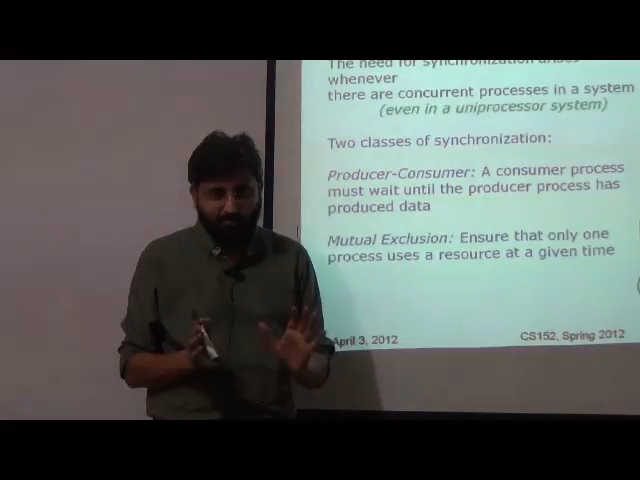 The need for synchronization arises
whenever
there are concurrent processes in a system
(even in a uniprocessor system)
Two classes of synchronization:
Producer-Consumer: A consumer process
must wait until the producer process has
produced data
Mutual Exclusion: Ensure that only one
process uses a resource at a given time
April 3, 2012
CS152, Spring 2012